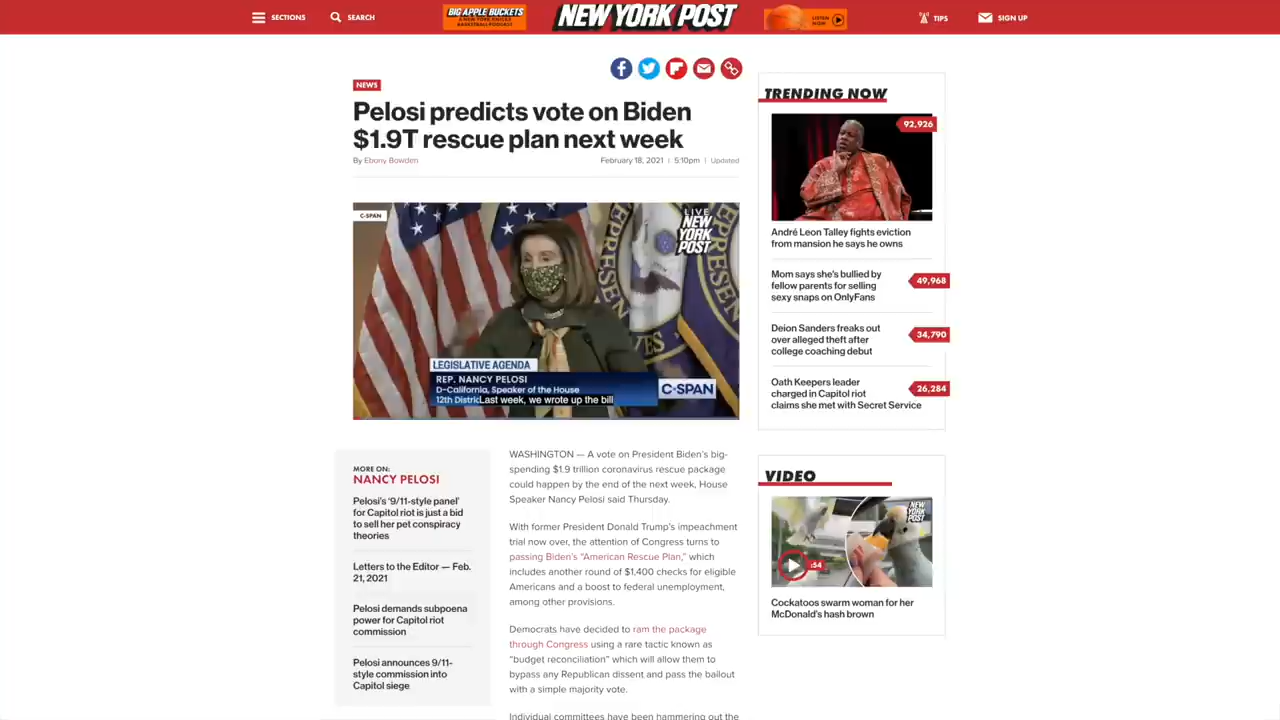 SECTIONS
SEARCH
BIG APPLE BUCKETS
A NEW YORK KNICKS
BASKETBALL PODCAST
NEW YORK POST
LISTEN
NOW
TIPS
SIGN UP
NEWS
Pelosi predicts vote on Biden
$1.9T rescue plan next week
By Ebony Bowden
February 18, 2021 | 5:10pm | Updated
C-SPAN
LIVE
NEW
YORK
POST
LEGISLATIVE AGENDA
REP. NANCY PELOSI
D-California, Speaker of the House
12th Distric
Last week, we wrote up the bill
C-SPAN
MORE ON:
NANCY PELOSI
Pelosi's '9/11-style panel'
for Capitol riot is just a bid
to sell her pet conspiracy
theories
Letters to the Editor — Feb.
21, 2021
Pelosi demands subpoena
power for Capitol riot
commission
Pelosi announces 9/11-
style commission into
Capitol siege
WASHINGTON — A vote on President Biden's big-
spending $1.9 trillion coronavirus rescue package
could happen by the end of the next week, House
Speaker Nancy Pelosi said Thursday.
With former President Donald Trump's impeachment
trial now over, the attention of Congress turns to
passing Biden's "American Rescue Plan," which
includes another round of $1,400 checks for eligible
Americans and a boost to federal unemployment,
among other provisions.
Democrats have decided to ram the package
through Congress using a rare tactic known as
"budget reconciliation" which will allow them to
bypass any Republican dissent and pass the bailout
with a simple majority vote.
Individual committees have been hammering out the
TRENDING NOW
92,926
André Leon Talley fights eviction
from mansion he says he owns
Mom says she's bullied by
fellow parents for selling
sexy snaps on OnlyFans
49,968
Deion Sanders freaks out
over alleged theft after
college coaching debut
34,790
Oath Keepers leader
charged in Capitol riot
claims she met with Secret Service
26,284
VIDEO
NEW
YORK
POST
:54
Cockatoos swarm woman for her
McDonald's hash brown